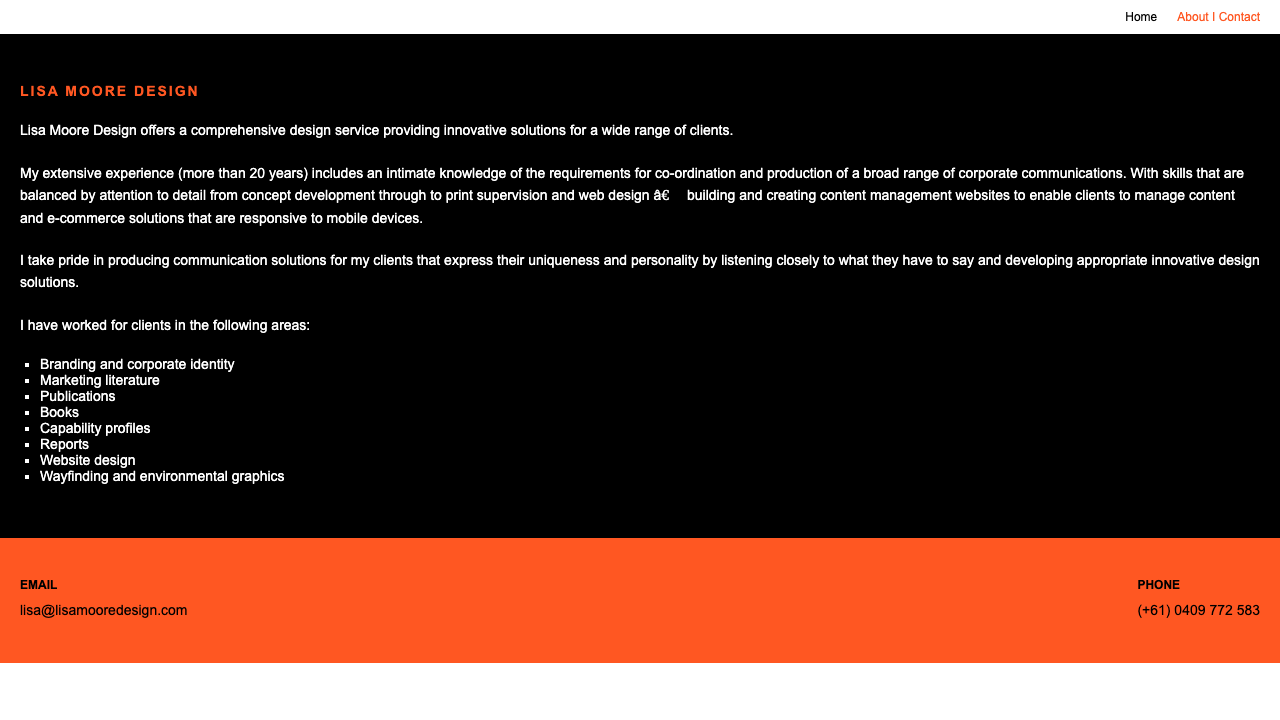 Home About I Contact
LISA MOORE DESIGN
Lisa Moore Design offers a comprehensive design service providing innovative solutions for a wide range of clients.
My extensive experience (more than 20 years) includes an intimate knowledge of the requirements for co-ordination and production of a broad range of corporate communications. With skills that are
balanced by attention to detail from concept development through to print supervision and web design â€ building and creating content management websites to enable clients to manage content
and e-commerce solutions that are responsive to mobile devices.
I take pride in producing communication solutions for my clients that express their uniqueness and personality by listening closely to what they have to say and developing appropriate innovative design
solutions.
I have worked for clients in the following areas:
Branding and corporate identity
Marketing literature
Publications
Books
Capability profiles
Reports
Website design
Wayfinding and environmental graphics
EMAIL
lisa@lisamooredesign.com
PHONE
(+61) 0409 772 583